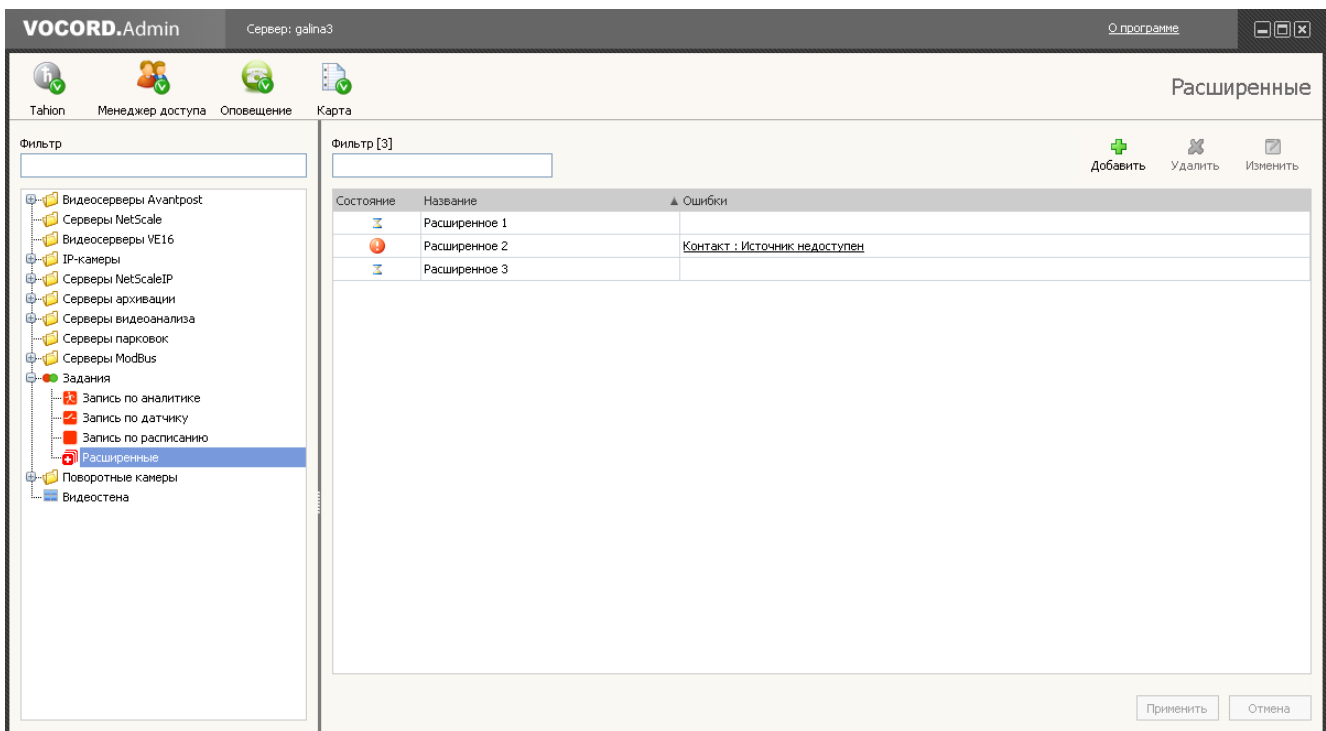 VOCORD.Admin Сервер: galina3 О программе
Tahion Менеджер доступа Оповещение Карта Расширенные
Фильтр
Видеосерверы Avantpost
Серверы NetScale
Видеосерверы VE16
IP-камеры
Серверы NetScaleIP
Серверы архивации
Серверы видеоанализа
Серверы парковок
Серверы ModBus
Задания
Запись по аналитике
Запись по датчику
Запись по расписанию
Расширенные
Поворотные камеры
Видеостена
Фильтр [3]
Добавить Удалить Изменить
Состояние Название Ошибки
Расширенное 1
Расширенное 2 Контакт : Источник недоступен
Расширенное 3
Применить Отмена